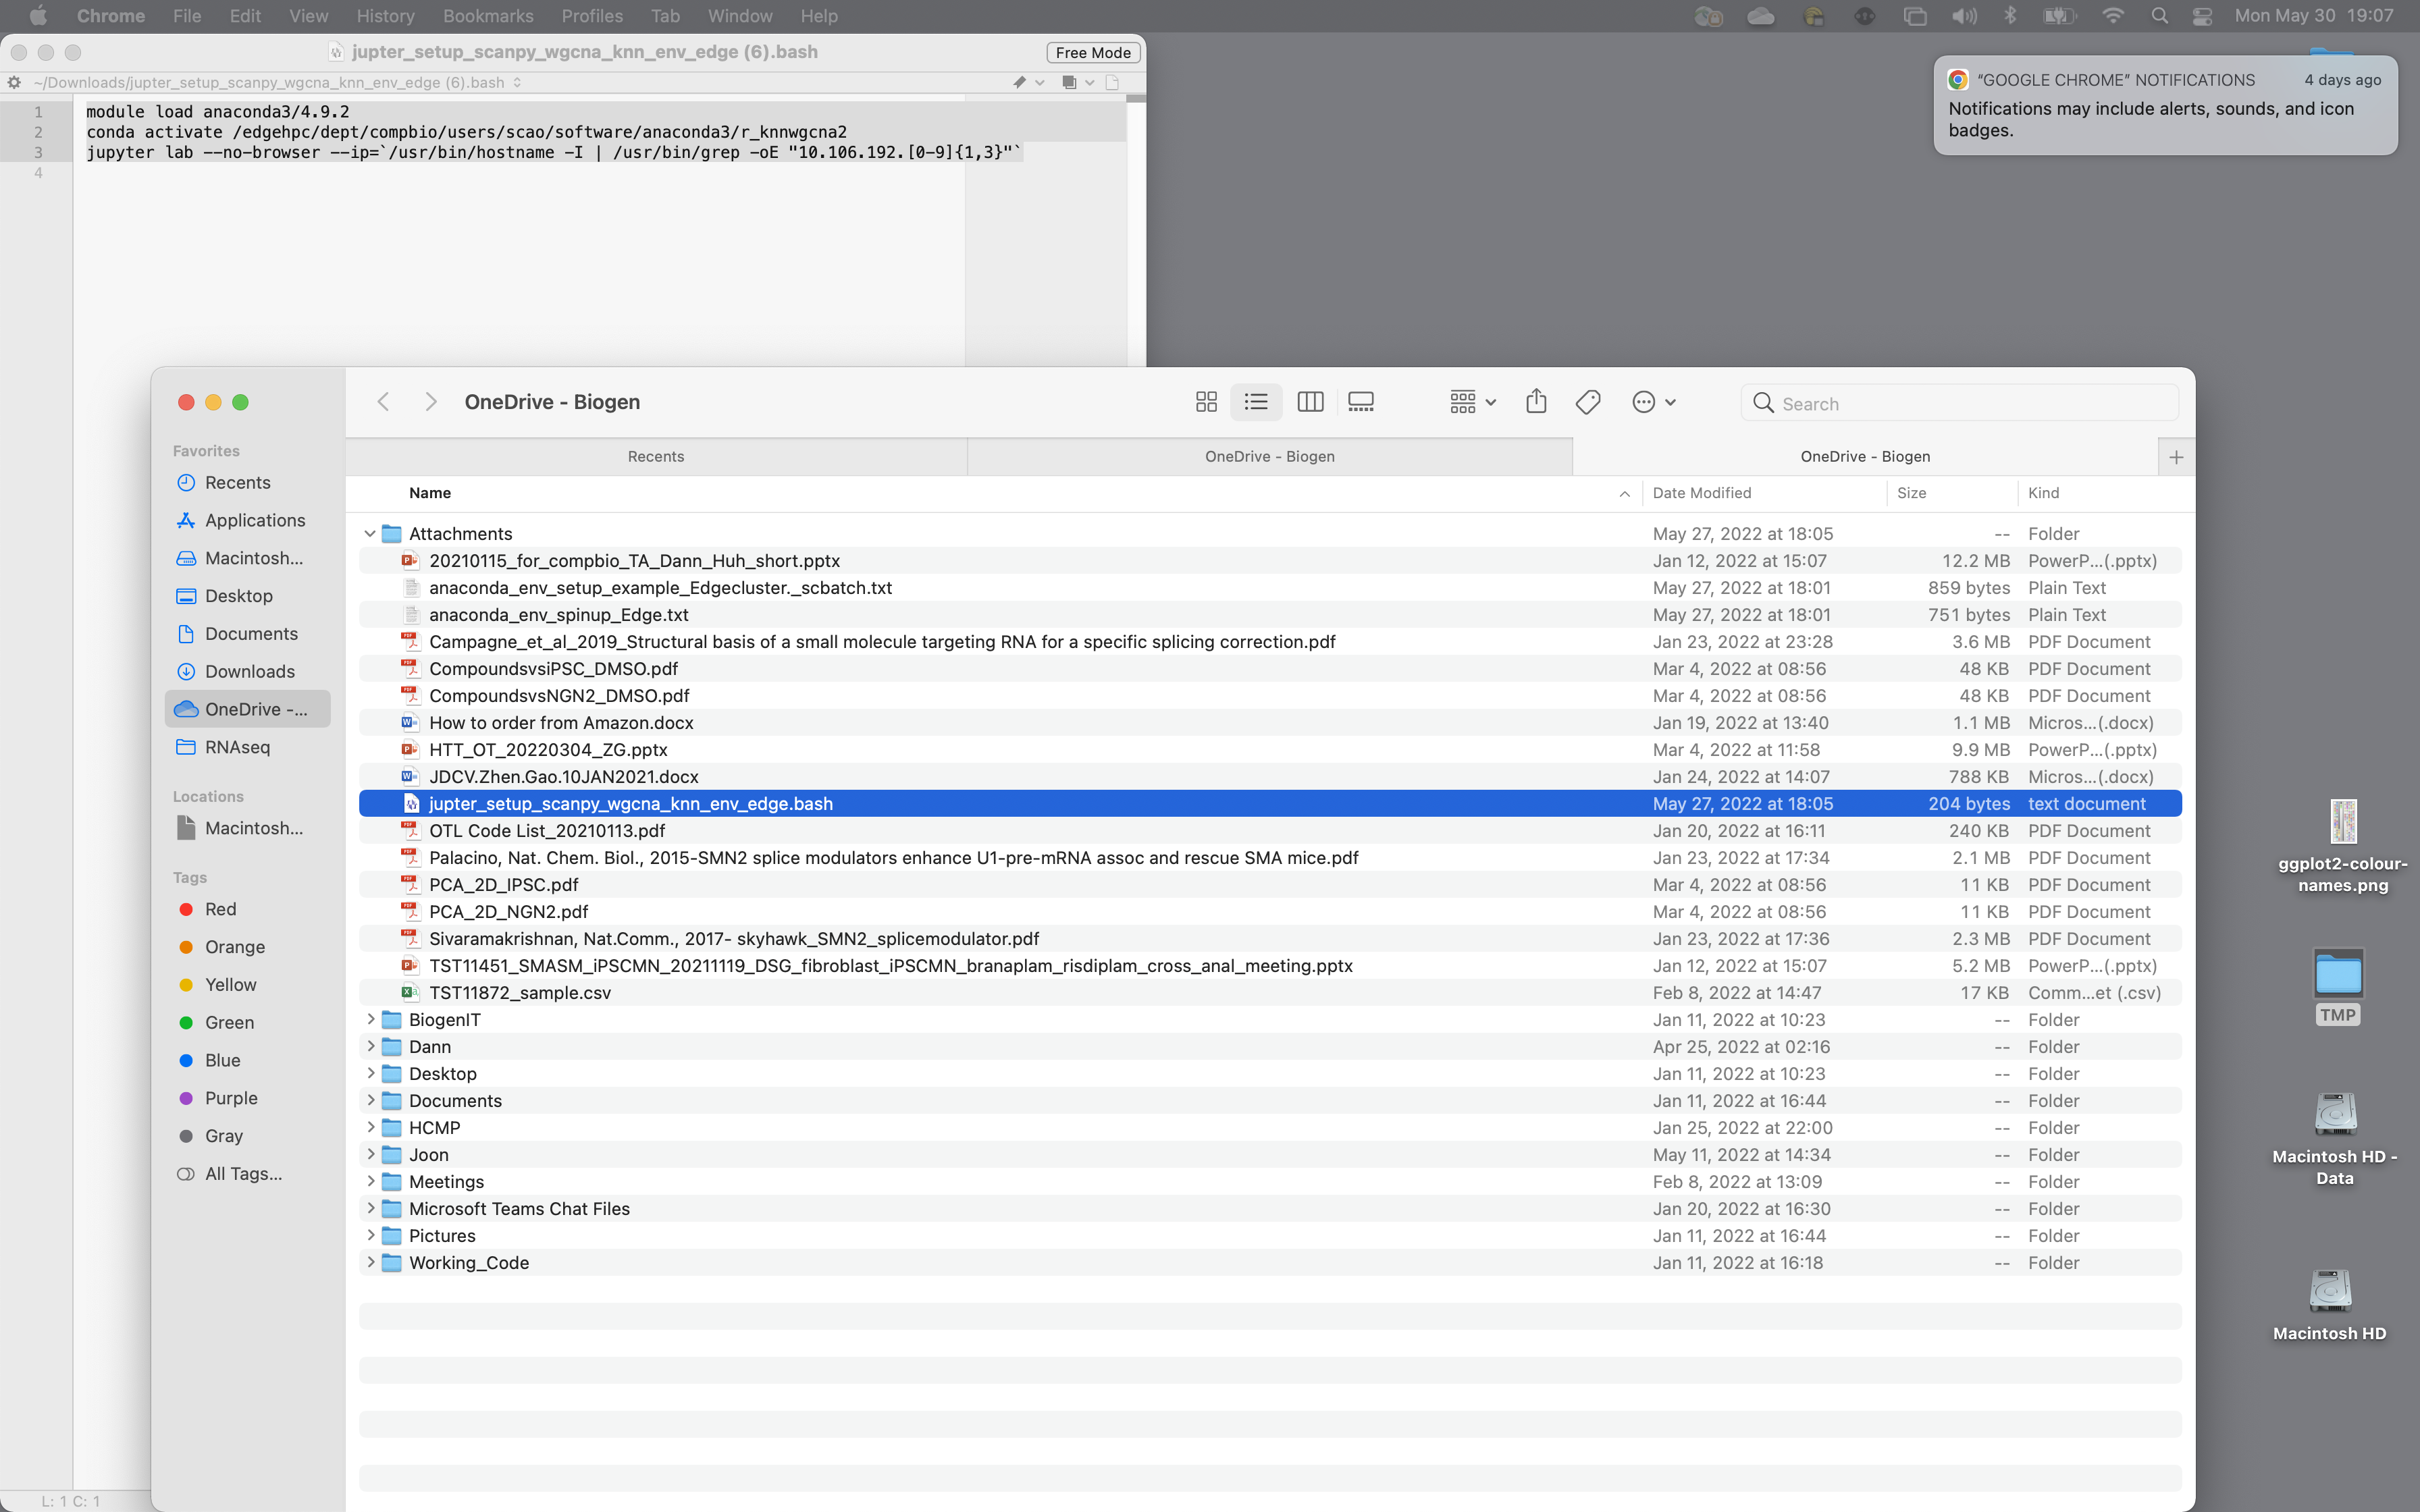 Chrome File Edit View History Bookmarks Profiles Tab Window Help Mon May 30 19:07
jupter_setup_scanpy_wgcna_knn_env_edge (6).bash Free Mode
~/Downloads/jupter_setup_scanpy_wgcna_knn_env_edge (6).bash
1 module load anaconda3/4.9.2
2 conda activate /edgehpc/dept/compbio/users/scao/software/anaconda3/r_knnwgcna2
3 jupyter lab --no-browser --ip=`/usr/bin/hostname -I | /usr/bin/grep -oE "10.106.192.[0-9]{1,3}"`
4
L: 1 C: 1
"GOOGLE CHROME" NOTIFICATIONS 4 days ago
Notifications may include alerts, sounds, and icon
badges.
OneDrive - Biogen Search
Recents OneDrive - Biogen OneDrive - Biogen
Favorites
Recents
Applications
Macintosh...
Desktop
Documents
Downloads
OneDrive -...
RNAseq
Locations
Macintosh...
Tags
Red
Orange
Yellow
Green
Blue
Purple
Gray
All Tags...
Name Date Modified Size Kind
Attachments May 27, 2022 at 18:05 -- Folder
20210115_for_compbio_TA_Dann_Huh_short.pptx Jan 12, 2022 at 15:07 12.2 MB PowerP...(.pptx)
anaconda_env_setup_example_Edgecluster._scbatch.txt May 27, 2022 at 18:01 859 bytes Plain Text
anaconda_env_spinup_Edge.txt May 27, 2022 at 18:01 751 bytes Plain Text
Campagne_et_al_2019_Structural basis of a small molecule targeting RNA for a specific splicing correction.pdf Jan 23, 2022 at 23:28 3.6 MB PDF Document
CompoundsvsiPSC_DMSO.pdf Mar 4, 2022 at 08:56 48 KB PDF Document
CompoundsvsNGN2_DMSO.pdf Mar 4, 2022 at 08:56 48 KB PDF Document
How to order from Amazon.docx Jan 19, 2022 at 13:40 1.1 MB Micros...(.docx)
HTT_OT_20220304_ZG.pptx Mar 4, 2022 at 11:58 9.9 MB PowerP...(.pptx)
JDCV.Zhen.Gao.10JAN2021.docx Jan 24, 2022 at 14:07 788 KB Micros...(.docx)
jupter_setup_scanpy_wgcna_knn_env_edge.bash May 27, 2022 at 18:05 204 bytes text document
OTL Code List_20210113.pdf Jan 20, 2022 at 16:11 240 KB PDF Document
Palacino, Nat. Chem. Biol., 2015-SMN2 splice modulators enhance U1-pre-mRNA assoc and rescue SMA mice.pdf Jan 23, 2022 at 17:34 2.1 MB PDF Document
PCA_2D_IPSC.pdf Mar 4, 2022 at 08:56 11 KB PDF Document
PCA_2D_NGN2.pdf Mar 4, 2022 at 08:56 11 KB PDF Document
Sivaramakrishnan, Nat.Comm., 2017- skyhawk_SMN2_splicemodulator.pdf Jan 23, 2022 at 17:36 2.3 MB PDF Document
TST11451_SMASM_iPSCMN_20211119_DSG_fibroblast_iPSCMN_branaplam_risdiplam_cross_anal_meeting.pptx Jan 12, 2022 at 15:07 5.2 MB PowerP...(.pptx)
TST11872_sample.csv Feb 8, 2022 at 14:47 17 KB Comm...et (.csv)
BiogenIT Jan 11, 2022 at 10:23 -- Folder
Dann Apr 25, 2022 at 02:16 -- Folder
Desktop Jan 11, 2022 at 10:23 -- Folder
Documents Jan 11, 2022 at 16:44 -- Folder
HCMP Jan 25, 2022 at 22:00 -- Folder
Joon May 11, 2022 at 14:34 -- Folder
Meetings Feb 8, 2022 at 13:09 -- Folder
Microsoft Teams Chat Files Jan 20, 2022 at 16:30 -- Folder
Pictures Jan 11, 2022 at 16:44 -- Folder
Working_Code Jan 11, 2022 at 16:18 -- Folder
ggplot2-colour-
names.png
TMP
Macintosh HD -
Data
Macintosh HD